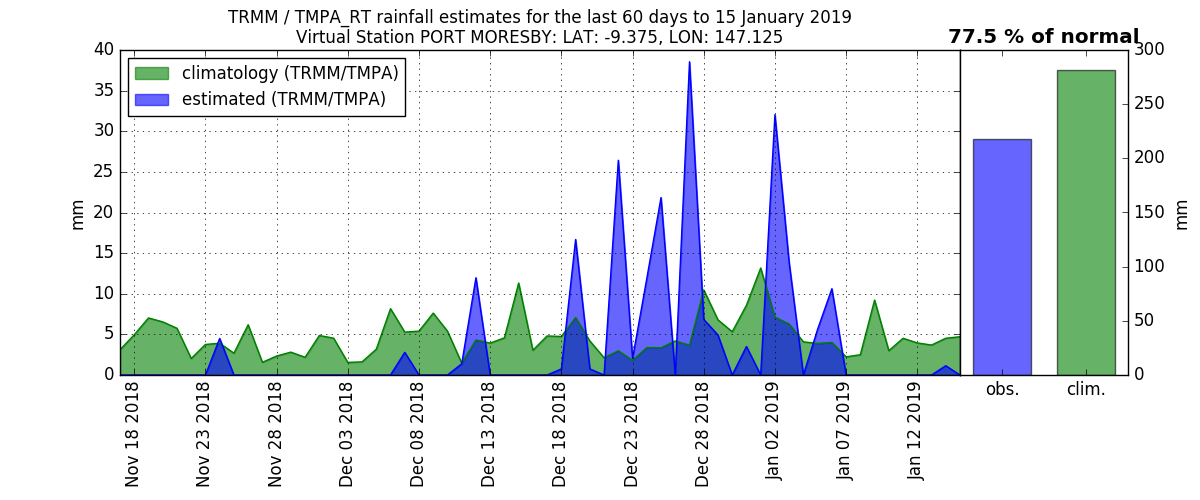 TRMM / TMPA_RT rainfall estimates for the last 60 days to 15 January 2019
Virtual Station PORT MORESBY: LAT: -9.375, LON: 147.125
77.5 % of normal
climatology (TRMM/TMPA)
estimated (TRMM/TMPA)
mm
40
35
30
25
20
15
10
5
0
Nov 18 2018
Nov 23 2018
Nov 28 2018
Dec 03 2018
Dec 08 2018
Dec 13 2018
Dec 18 2018
Dec 23 2018
Dec 28 2018
Jan 02 2019
Jan 07 2019
Jan 12 2019
300
250
200
150
100
50
0
mm
obs.
clim.